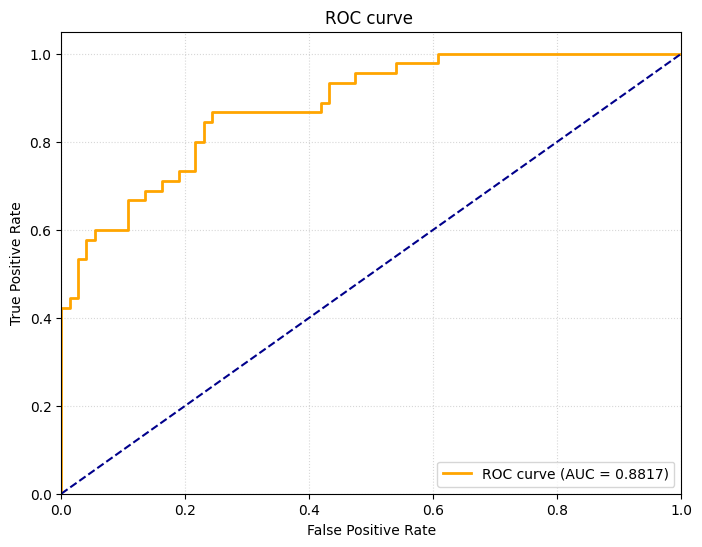 ROC curve
1.0
0.8
0.6
0.4
0.2
0.0
True Positive Rate
ROC curve (AUC = 0.8817)
0.0 0.2 0.4 0.6 0.8 1.0
False Positive Rate